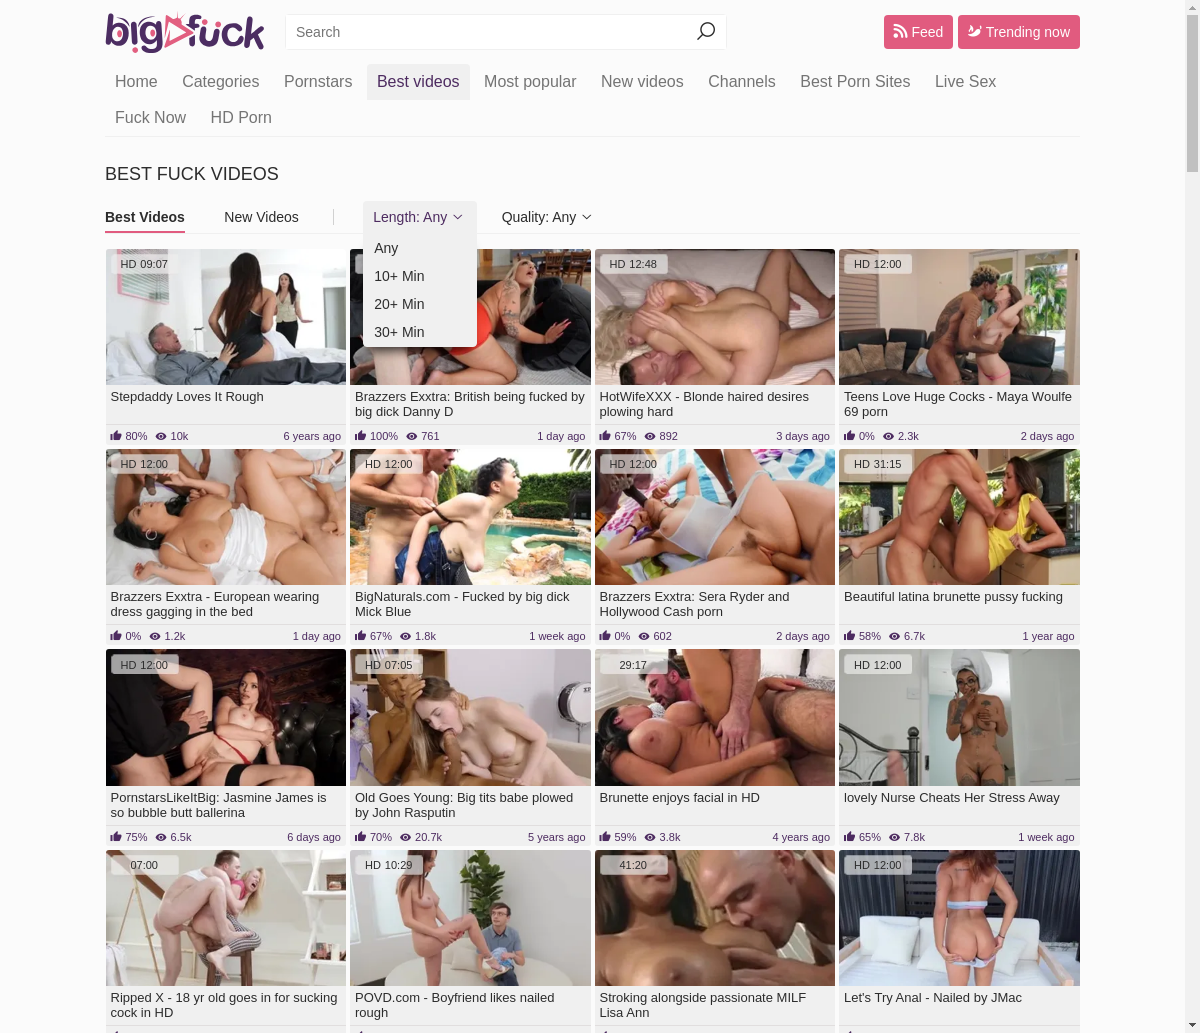 bigfuck
Search
Feed
Trending now
Home Categories Pornstars Best videos Most popular New videos Channels Best Porn Sites Live Sex
Fuck Now HD Porn
BEST FUCK VIDEOS
Best Videos New Videos Length: Any Quality: Any
Any
10+ Min
20+ Min
30+ Min
HD 09:07
Stepdaddy Loves It Rough
80% 10k 6 years ago
Brazzers Exxtra: British being fucked by
big dick Danny D
100% 761 1 day ago
HD 12:48
HotWifeXXX - Blonde haired desires
plowing hard
67% 892 3 days ago
HD 12:00
Teens Love Huge Cocks - Maya Woulfe
69 porn
0% 2.3k 2 days ago
HD 12:00
Brazzers Exxtra - European wearing
dress gagging in the bed
0% 1.2k 1 day ago
HD 12:00
BigNaturals.com - Fucked by big dick
Mick Blue
67% 1.8k 1 week ago
HD 12:00
Brazzers Exxtra: Sera Ryder and
Hollywood Cash porn
0% 602 2 days ago
HD 31:15
Beautiful latina brunette pussy fucking
58% 6.7k 1 year ago
HD 12:00
PornstarsLikeItBig: Jasmine James is
so bubble butt ballerina
75% 6.5k 6 days ago
HD 07:05
Old Goes Young: Big tits babe plowed
by John Rasputin
70% 20.7k 5 years ago
29:17
Brunette enjoys facial in HD
59% 3.8k 4 years ago
HD 12:00
lovely Nurse Cheats Her Stress Away
65% 7.8k 1 week ago
07:00
Ripped X - 18 yr old goes in for sucking
cock in HD
HD 10:29
POVD.com - Boyfriend likes nailed
rough
41:20
Stroking alongside passionate MILF
Lisa Ann
HD 12:00
Let's Try Anal - Nailed by JMac